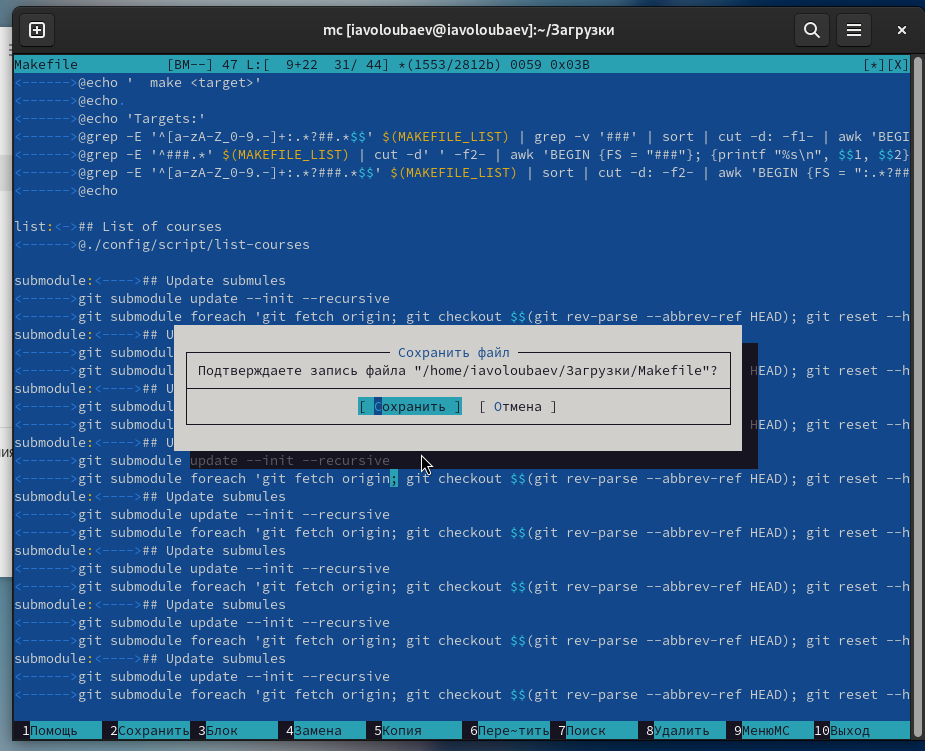 mc [iavoloubaev@iavoloubaev]:~/Загрузки
Makefile [BM--] 47 L:[ 9+22 31/ 44] *(1553/2812b) 0059 0x03B [*][X]
<------>@echo ' make <target>'
<------>@echo.
<------>@echo 'Targets:'
<------>@grep -E '^[a-zA-Z_0-9.-]+:.*?##.*$$' $(MAKEFILE_LIST) | grep -v '###' | sort | cut -d: -f1- | awk 'BEGI
<------>@grep -E '^###.*' $(MAKEFILE_LIST) | cut -d' ' -f2- | awk 'BEGIN {FS = "###"}; {printf "%s\n", $$1, $$2}
<------>@grep -E '^[a-zA-Z_0-9.-]+:.*?###.*$$' $(MAKEFILE_LIST) | sort | cut -d: -f2- | awk 'BEGIN {FS = ":.*?##
<------>@echo
list:<->## List of courses
<------>@./config/script/list-courses
submodule:<---->## Update submules
<------>git submodule update --init --recursive
<------>git submodule foreach 'git fetch origin; git checkout $$(git rev-parse --abbrev-ref HEAD); git reset --h
submodule:<---->## U
<------>git submodul
<------>git submodul HEAD); git reset --h
submodule:<---->## U
<------>git submodul
<------>git submodul HEAD); git reset --h
submodule:<---->## U
Сохранить файл
Подтверждаете запись файла "/home/iavoloubaev/Загрузки/Makefile"?
[ Сохранить ] [ Отмена ]
<------>git submodule update --init --recursive
<------>git submodule foreach 'git fetch origin; git checkout $$(git rev-parse --abbrev-ref HEAD); git reset --h
submodule:<---->## Update submules
<------>git submodule update --init --recursive
<------>git submodule foreach 'git fetch origin; git checkout $$(git rev-parse --abbrev-ref HEAD); git reset --h
submodule:<---->## Update submules
<------>git submodule update --init --recursive
<------>git submodule foreach 'git fetch origin; git checkout $$(git rev-parse --abbrev-ref HEAD); git reset --h
submodule:<---->## Update submules
<------>git submodule update --init --recursive
<------>git submodule foreach 'git fetch origin; git checkout $$(git rev-parse --abbrev-ref HEAD); git reset --h
submodule:<---->## Update submules
<------>git submodule update --init --recursive
<------>git submodule foreach 'git fetch origin; git checkout $$(git rev-parse --abbrev-ref HEAD); git reset --h
1Помощь 2Сохранить 3Блок 4Замена 5Копия 6Пере~тить 7Поиск 8Удалить 9МенюМС 10Выход